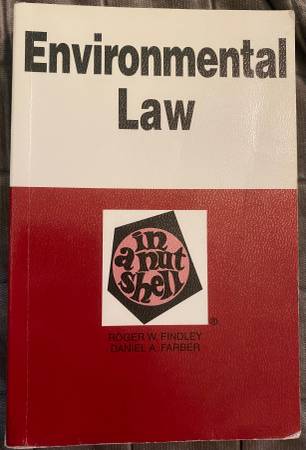 Environmental
Law
in
a nut
shell
®
ROGER W. FINDLEY
DANIEL A. FARBER